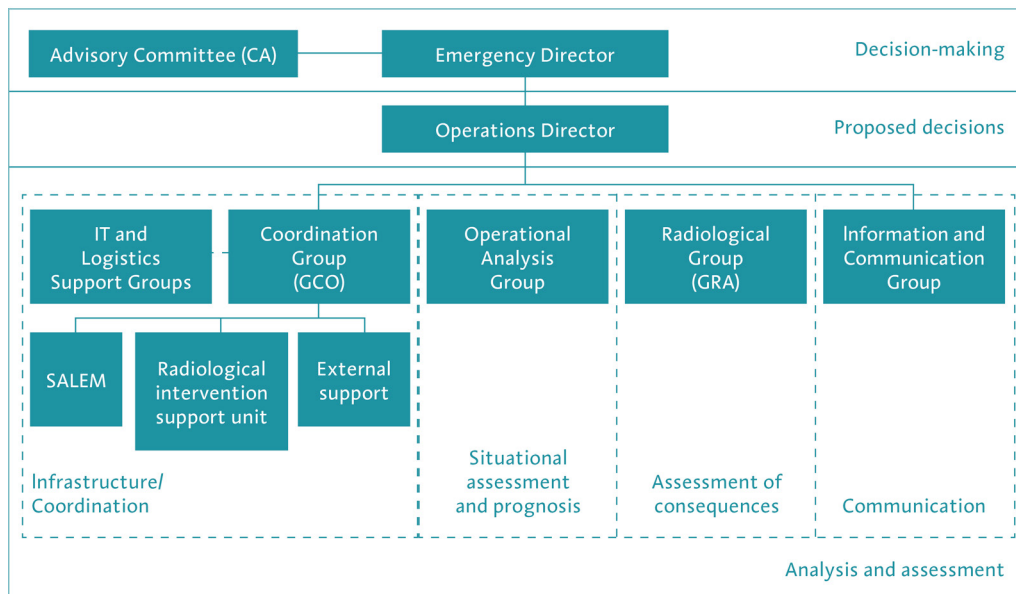 Advisory Committee (CA)
Emergency Director
Decision-making
Operations Director
Proposed decisions
IT and
Logistics
Support Groups
Coordination
Group
(GCO)
Operational
Analysis
Group
Radiological
Group
(GRA)
Information and
Communication
Group
SALEM
Radiological
intervention
support unit
External
support
Infrastructure/
Coordination
Situational
assessment
and prognosis
Assessment of
consequences
Communication
Analysis and assessment